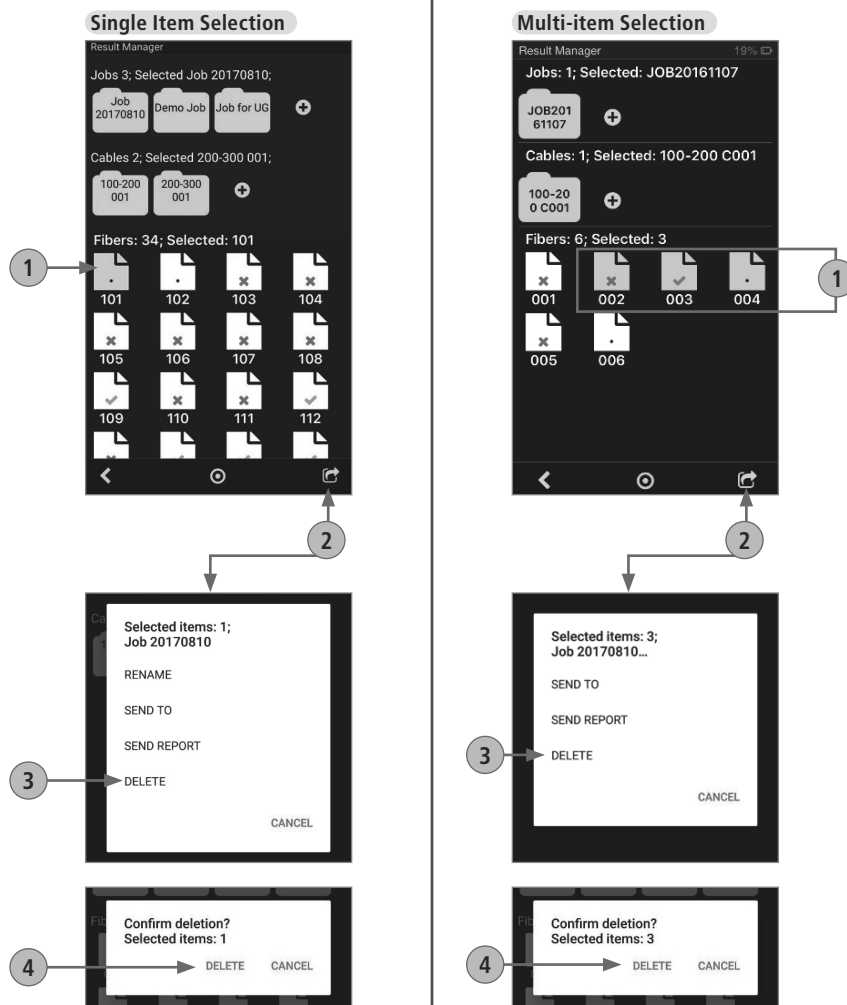 Single Item Selection
Result Manager
Jobs 3; Selected Job 20170810;
Job
20170810
Demo Job
Job for UG
Cables 2; Selected 200-300 001;
100-200
001
200-300
001
Fibers: 34; Selected: 101
1
101 102 103 104
105 106 107 108
109 110 111 112
2
Selected items: 1;
Job 20170810
RENAME
SEND TO
SEND REPORT
3
DELETE
CANCEL
Confirm deletion?
Selected items: 1
4
DELETE CANCEL
Multi-item Selection
Result Manager 19%
Jobs: 1; Selected: JOB20161107
JOB201
61107
Cables: 1; Selected: 100-200 C001
100-20
0 C001
Fibers: 6; Selected: 3
1
001 002 003 004
005 006
2
Selected items: 3;
Job 20170810...
SEND TO
SEND REPORT
3
DELETE
CANCEL
Confirm deletion?
Selected items: 3
4
DELETE CANCEL